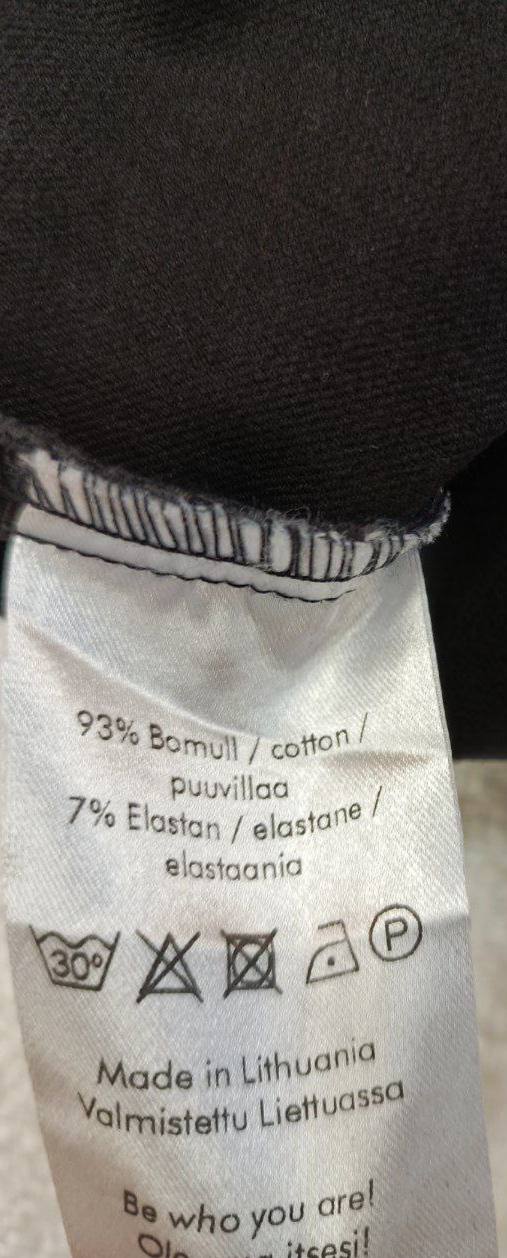 93% Bomull / cotton /
puuvillaa
7% Elastan / elastane /
elastaania
30° P
Made in Lithuania
Valmistettu Liettuassa
Be who you are!
itsesi!